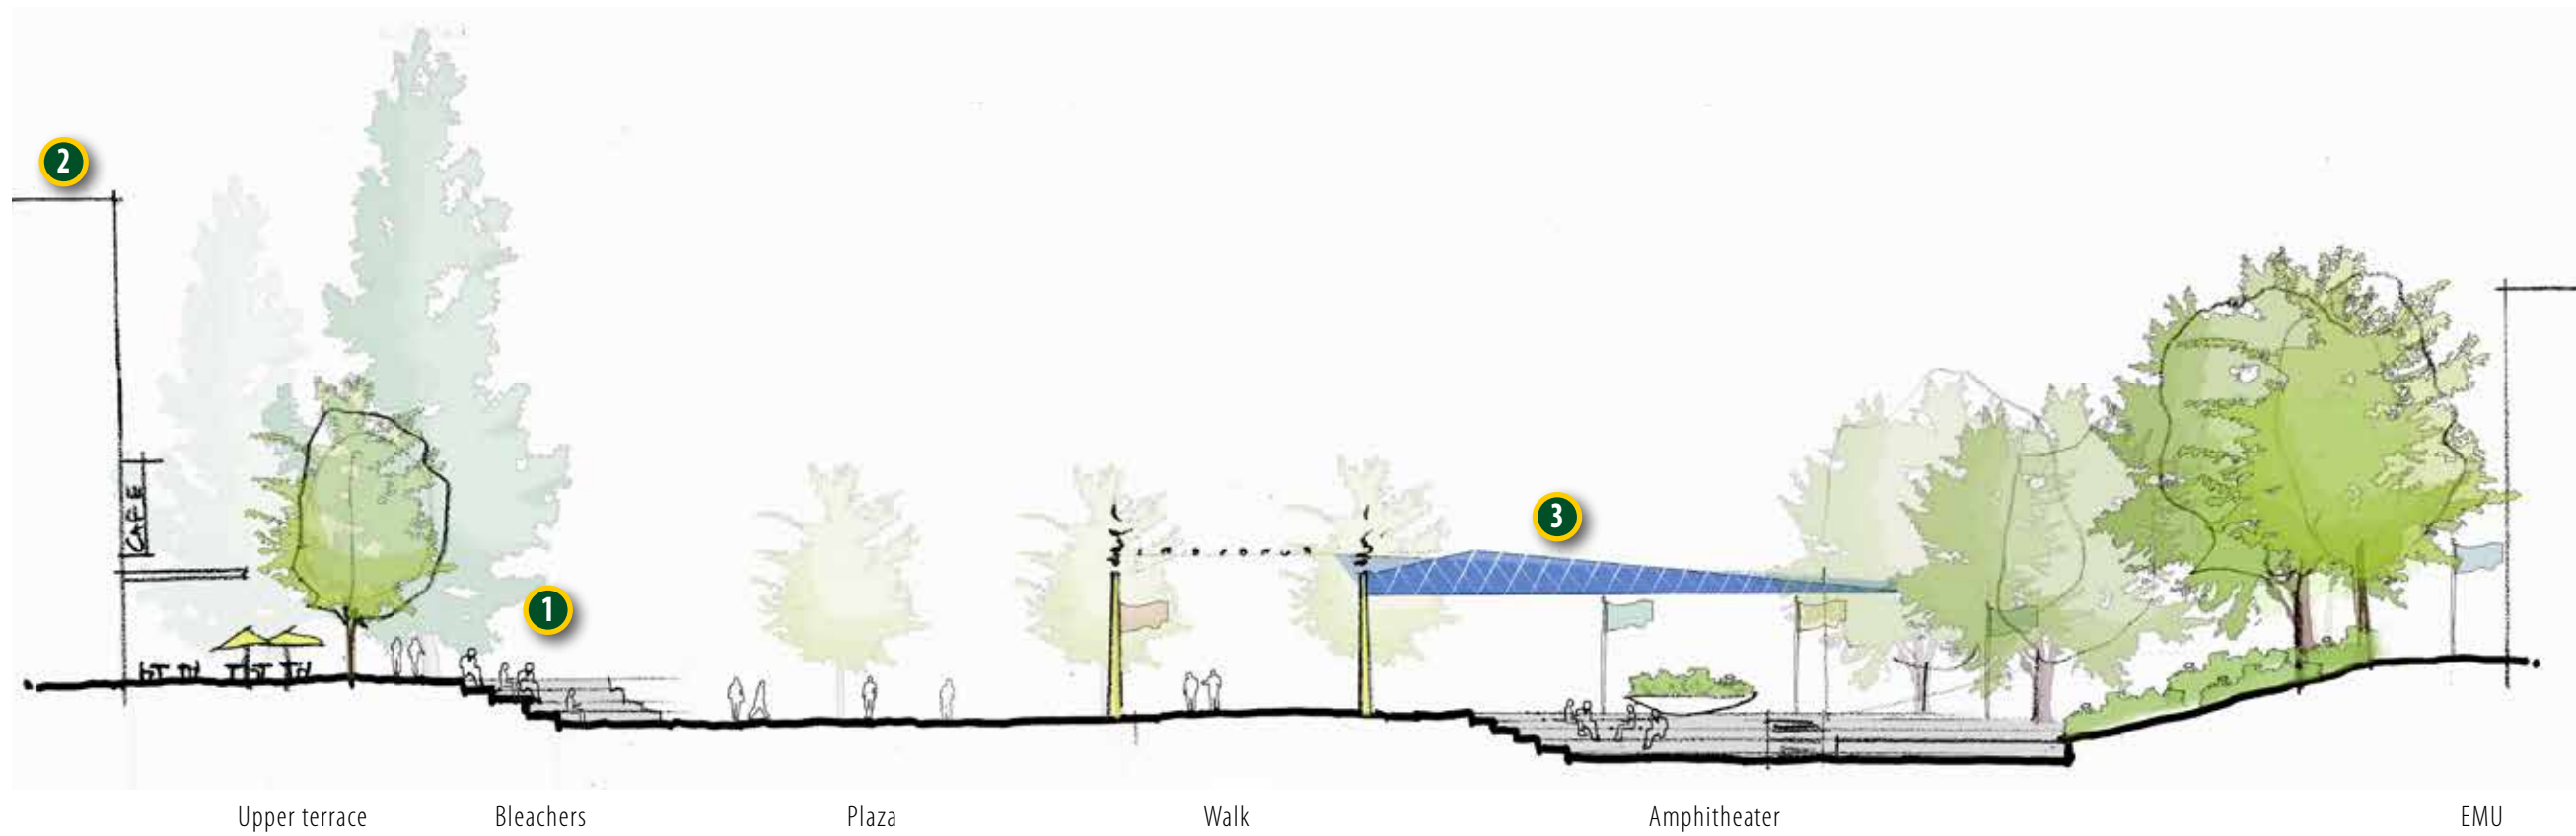 2
CAFE
1
3
Upper terrace
Bleachers
Plaza
Walk
Amphitheater
EMU